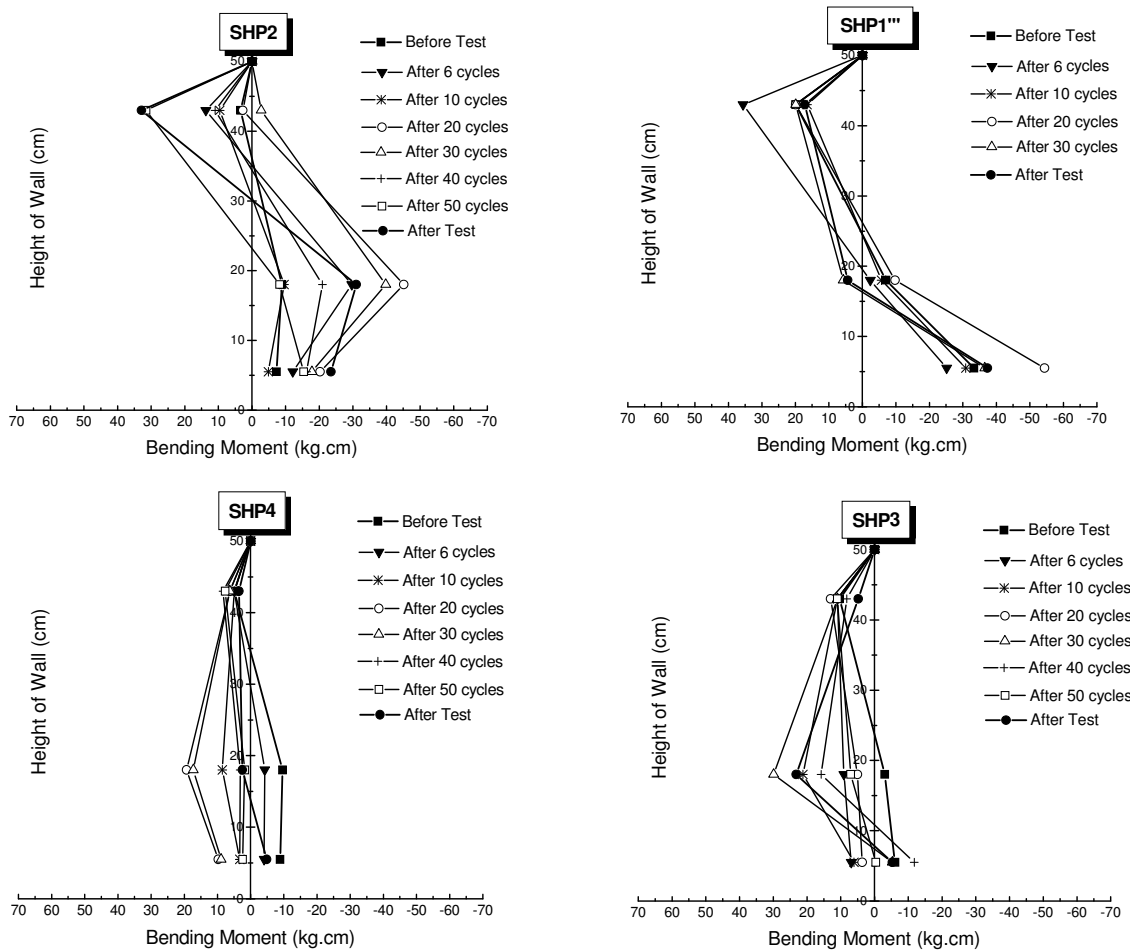 SHP2
Before Test
After 6 cycles
After 10 cycles
After 20 cycles
After 30 cycles
After 40 cycles
After 50 cycles
After Test
Height of Wall (cm)
50
40
30
20
10
0
70 60 50 40 30 20 10 0 -10 -20 -30 -40 -50 -60 -70
Bending Moment (kg.cm)
SHP1'''
Before Test
After 6 cycles
After 10 cycles
After 20 cycles
After 30 cycles
After Test
Height of Wall (cm)
50
40
30
20
10
0
70 60 50 40 30 20 10 0 -10 -20 -30 -40 -50 -60 -70
Bending Moment (kg.cm)
SHP4
Before Test
After 6 cycles
After 10 cycles
After 20 cycles
After 30 cycles
After 40 cycles
After 50 cycles
After Test
Height of Wall (cm)
50
40
30
20
10
0
70 60 50 40 30 20 10 0 -10 -20 -30 -40 -50 -60 -70
Bending Moment (kg.cm)
SHP3
Before Test
After 6 cycles
After 10 cycles
After 20 cycles
After 30 cycles
After 40 cycles
After 50 cycles
After Test
Height of Wall (cm)
50
40
30
20
10
0
70 60 50 40 30 20 10 0 -10 -20 -30 -40 -50 -60 -70
Bending Moment (kg.cm)